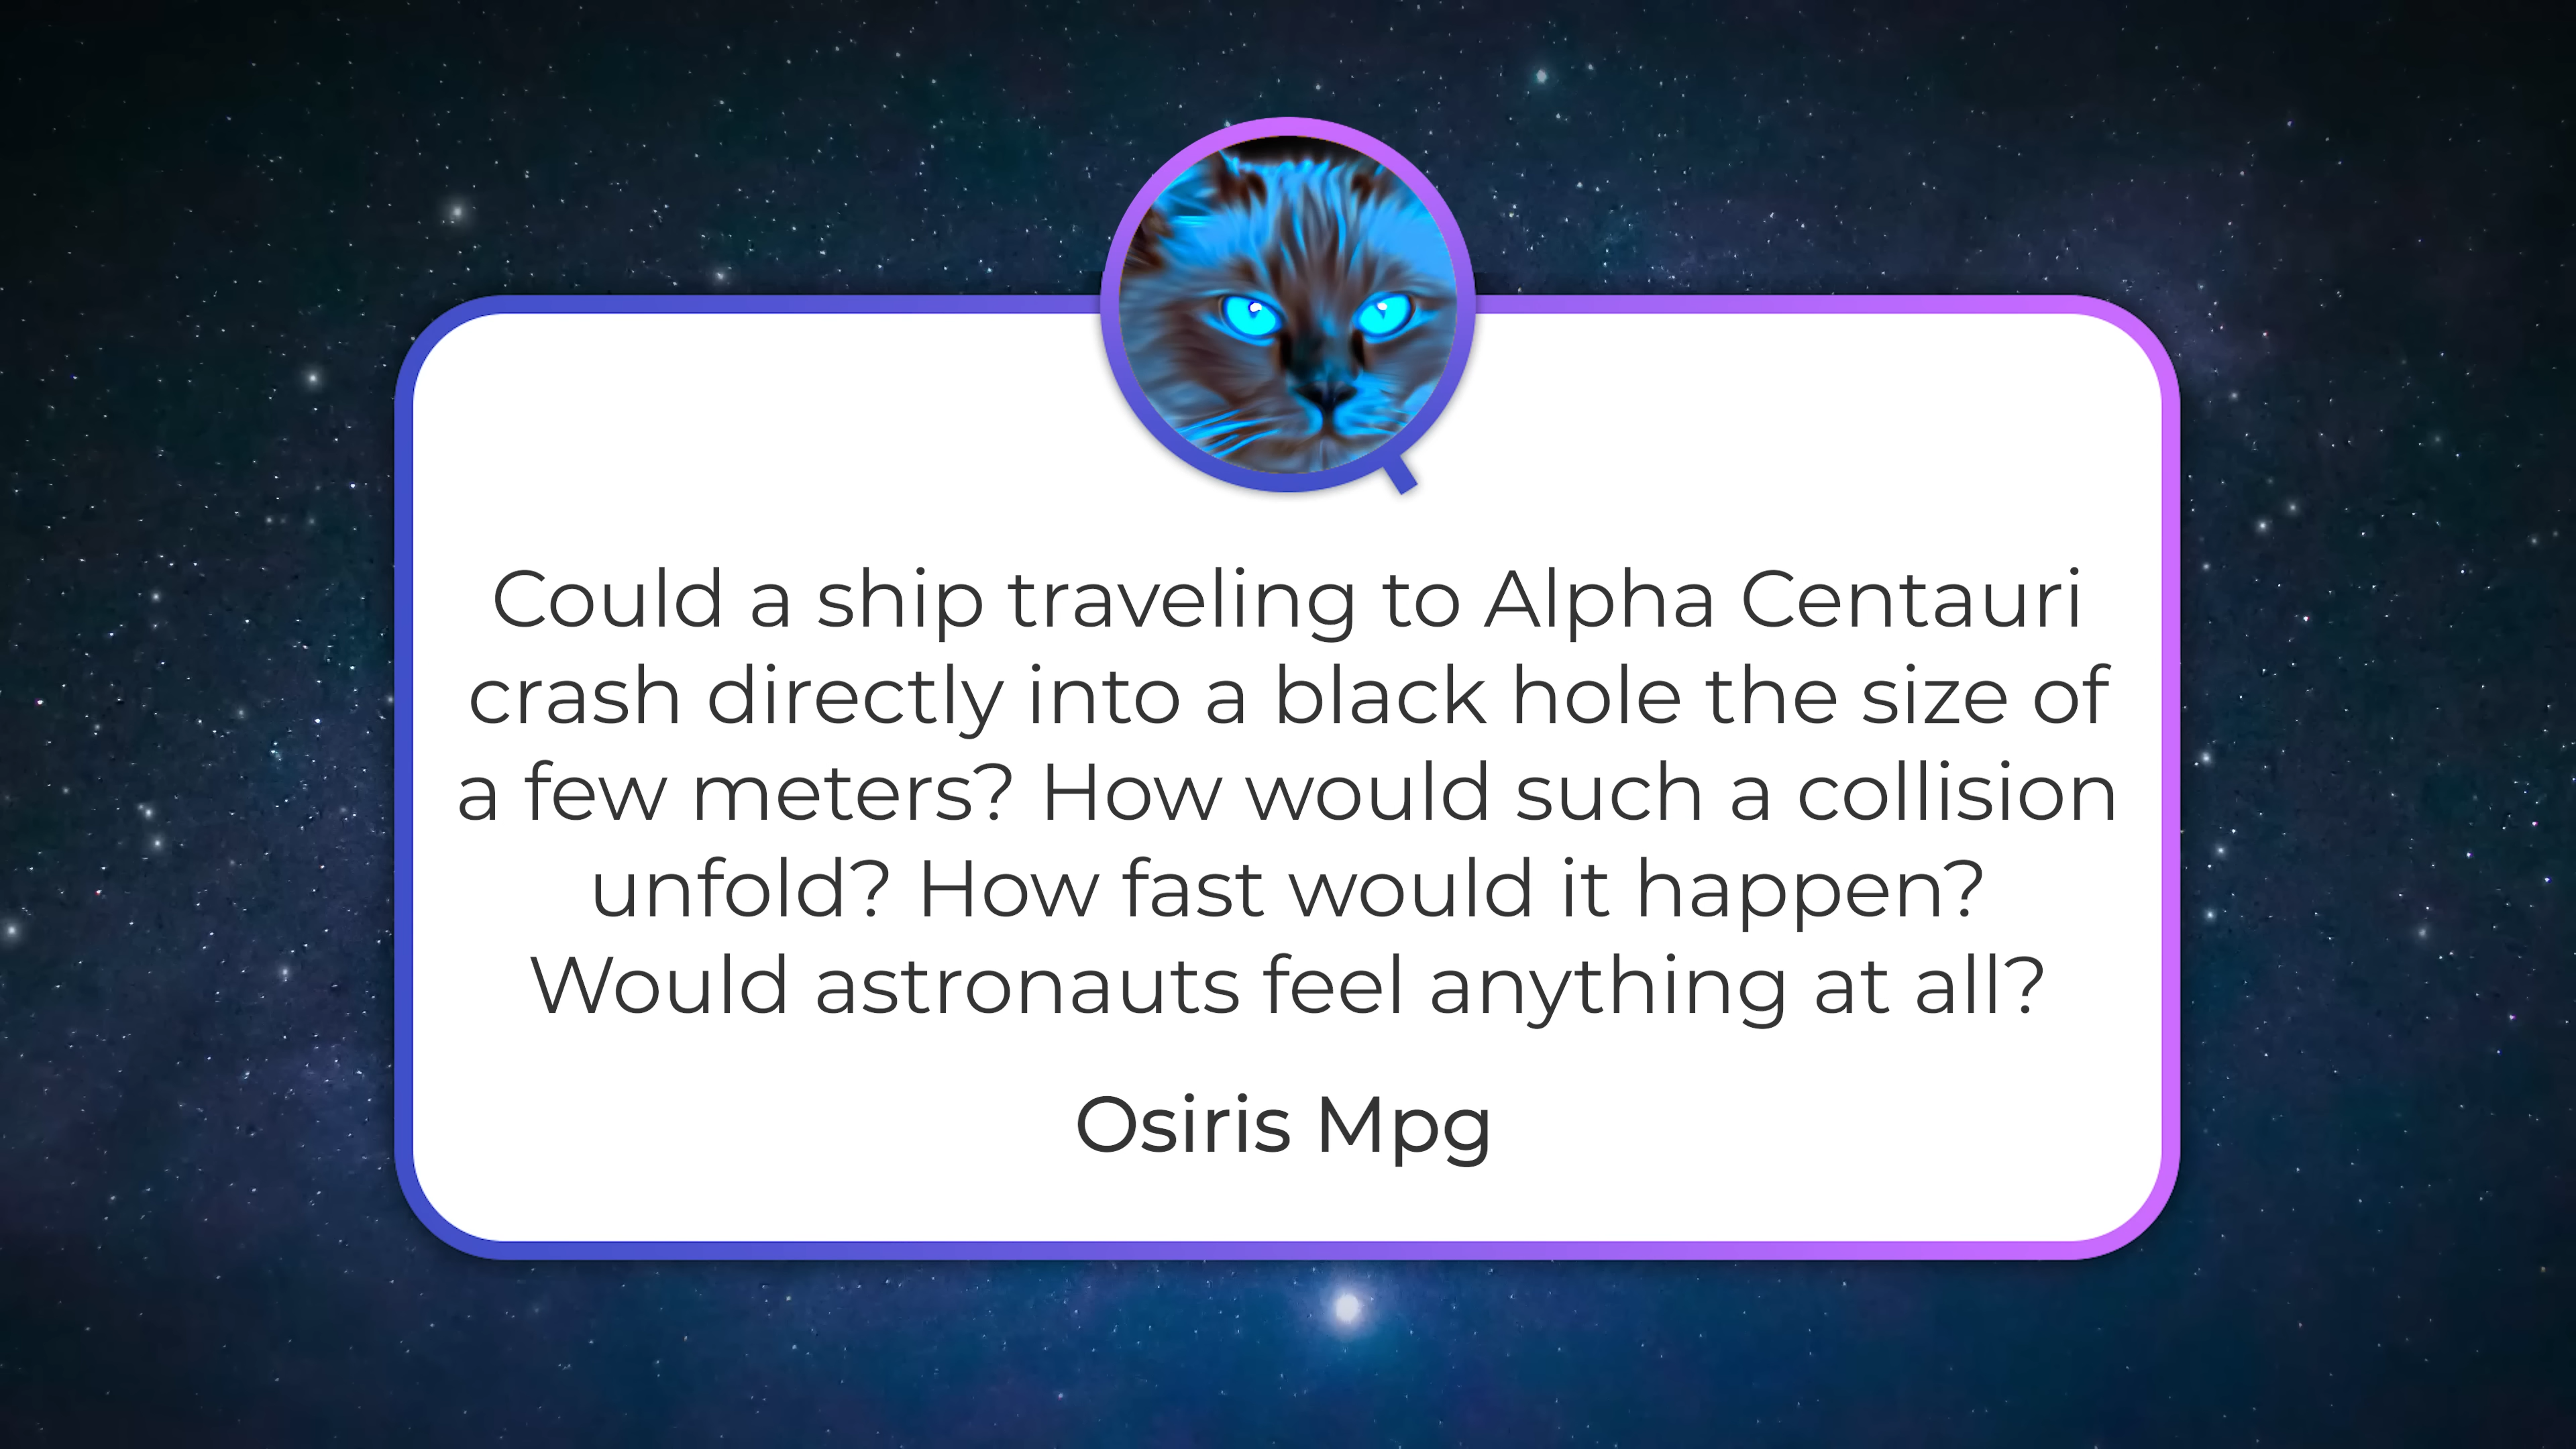 Could a ship traveling to Alpha Centauri
crash directly into a black hole the size of
a few meters? How would such a collision
unfold? How fast would it happen?
Would astronauts feel anything at all?
Osiris Mpg